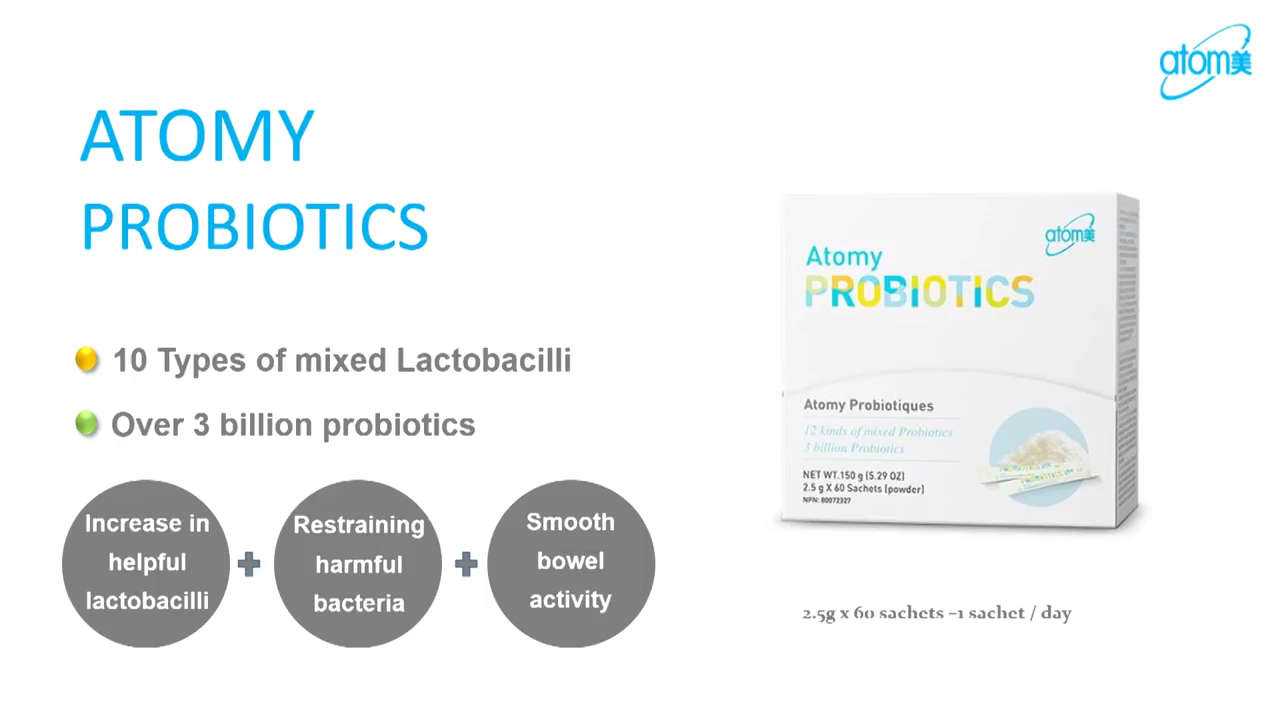 atom美
ATOMY
PROBIOTICS
10 Types of mixed Lactobacilli
Over 3 billion probiotics
Increase in
helpful
lactobacilli
Restraining
harmful
bacteria
Smooth
bowel
activity
atom美
Atomy
PROBIOTICS
Atomy Probiotiques
12 kinds of mixed Probiotics
3 billion Probiotics
NET WT.150 g (5.29 OZ)
2.5 g X 60 Sachets (powder)
NPN: 80072327
2.5g x 60 sachets –1 sachet / day